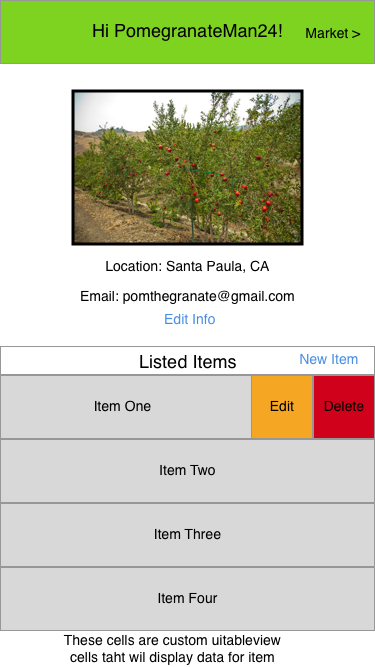 Hi PomegranateMan24!
Market >
Location: Santa Paula, CA
Email: pomthegranate@gmail.com
Edit Info
Listed Items
New Item
Item One
Edit
Delete
Item Two
Item Three
Item Four
These cells are custom uitableview
cells taht wil display data for item